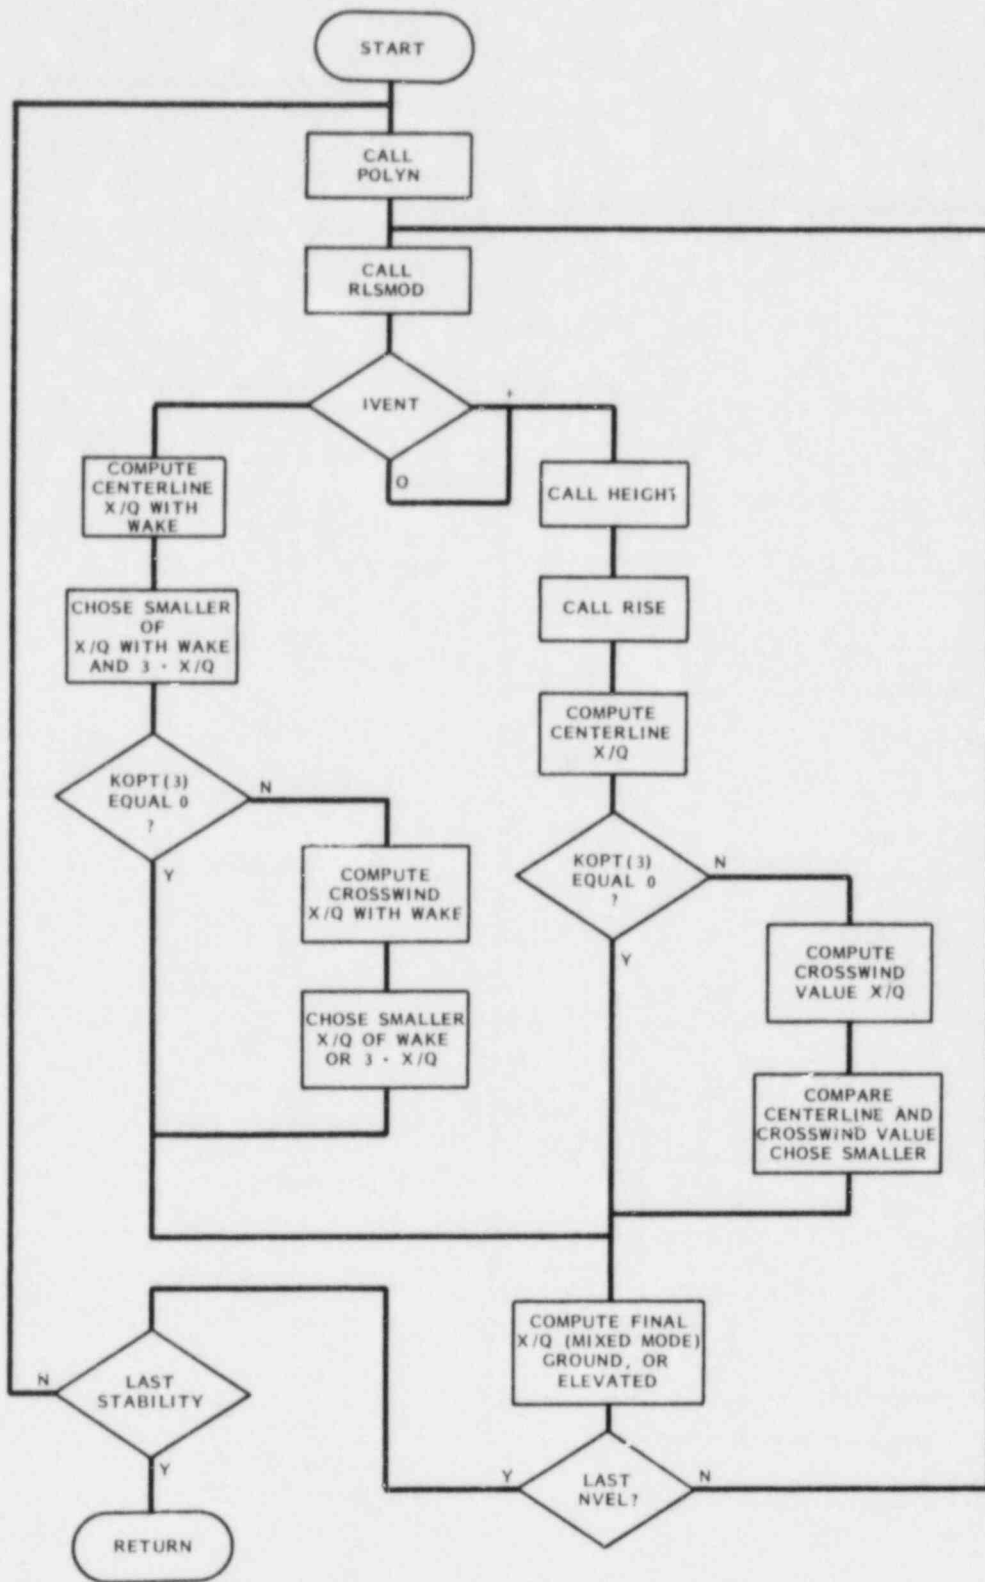 START
CALL
POLYN
CALL
RLSMOD
IVENT
+
O
COMPUTE
CENTERLINE
X/Q WITH
WAKE
CHOSE SMALLER
OF
X/Q WITH WAKE
AND 3 - X/Q
KOPT(3)
EQUAL 0
?
N
Y
COMPUTE
CROSSWIND
X/Q WITH WAKE
CHOSE SMALLER
X/Q OF WAKE
OR 3 - X/Q
CALL HEIGHT
CALL RISE
COMPUTE
CENTERLINE
X/Q
KOPT(3)
EQUAL 0
?
N
Y
COMPUTE
CROSSWIND
VALUE X/Q
COMPARE
CENTERLINE AND
CROSSWIND VALUE
CHOSE SMALLER
COMPUTE FINAL
X/Q (MIXED MODE)
GROUND, OR
ELEVATED
LAST
NVEL?
Y
N
LAST
STABILITY
N
Y
RETURN